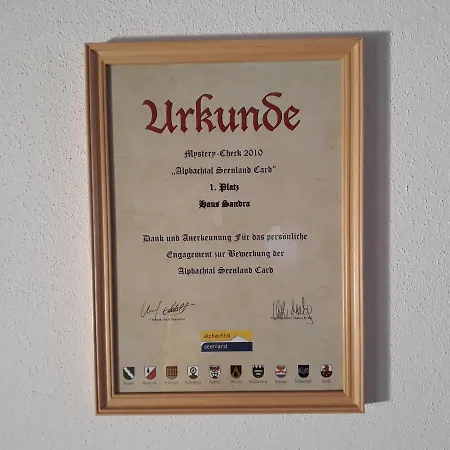 Urkunde
Mystery-Check 2010
„Alpbachtal Seenland Card"
1. Platz
Haus Sandra
Dank und Anerkennung Für das persönliche
Engagement zur Bewerbung der
Alpbachtal Seenland Card
alpbachtal
seenland